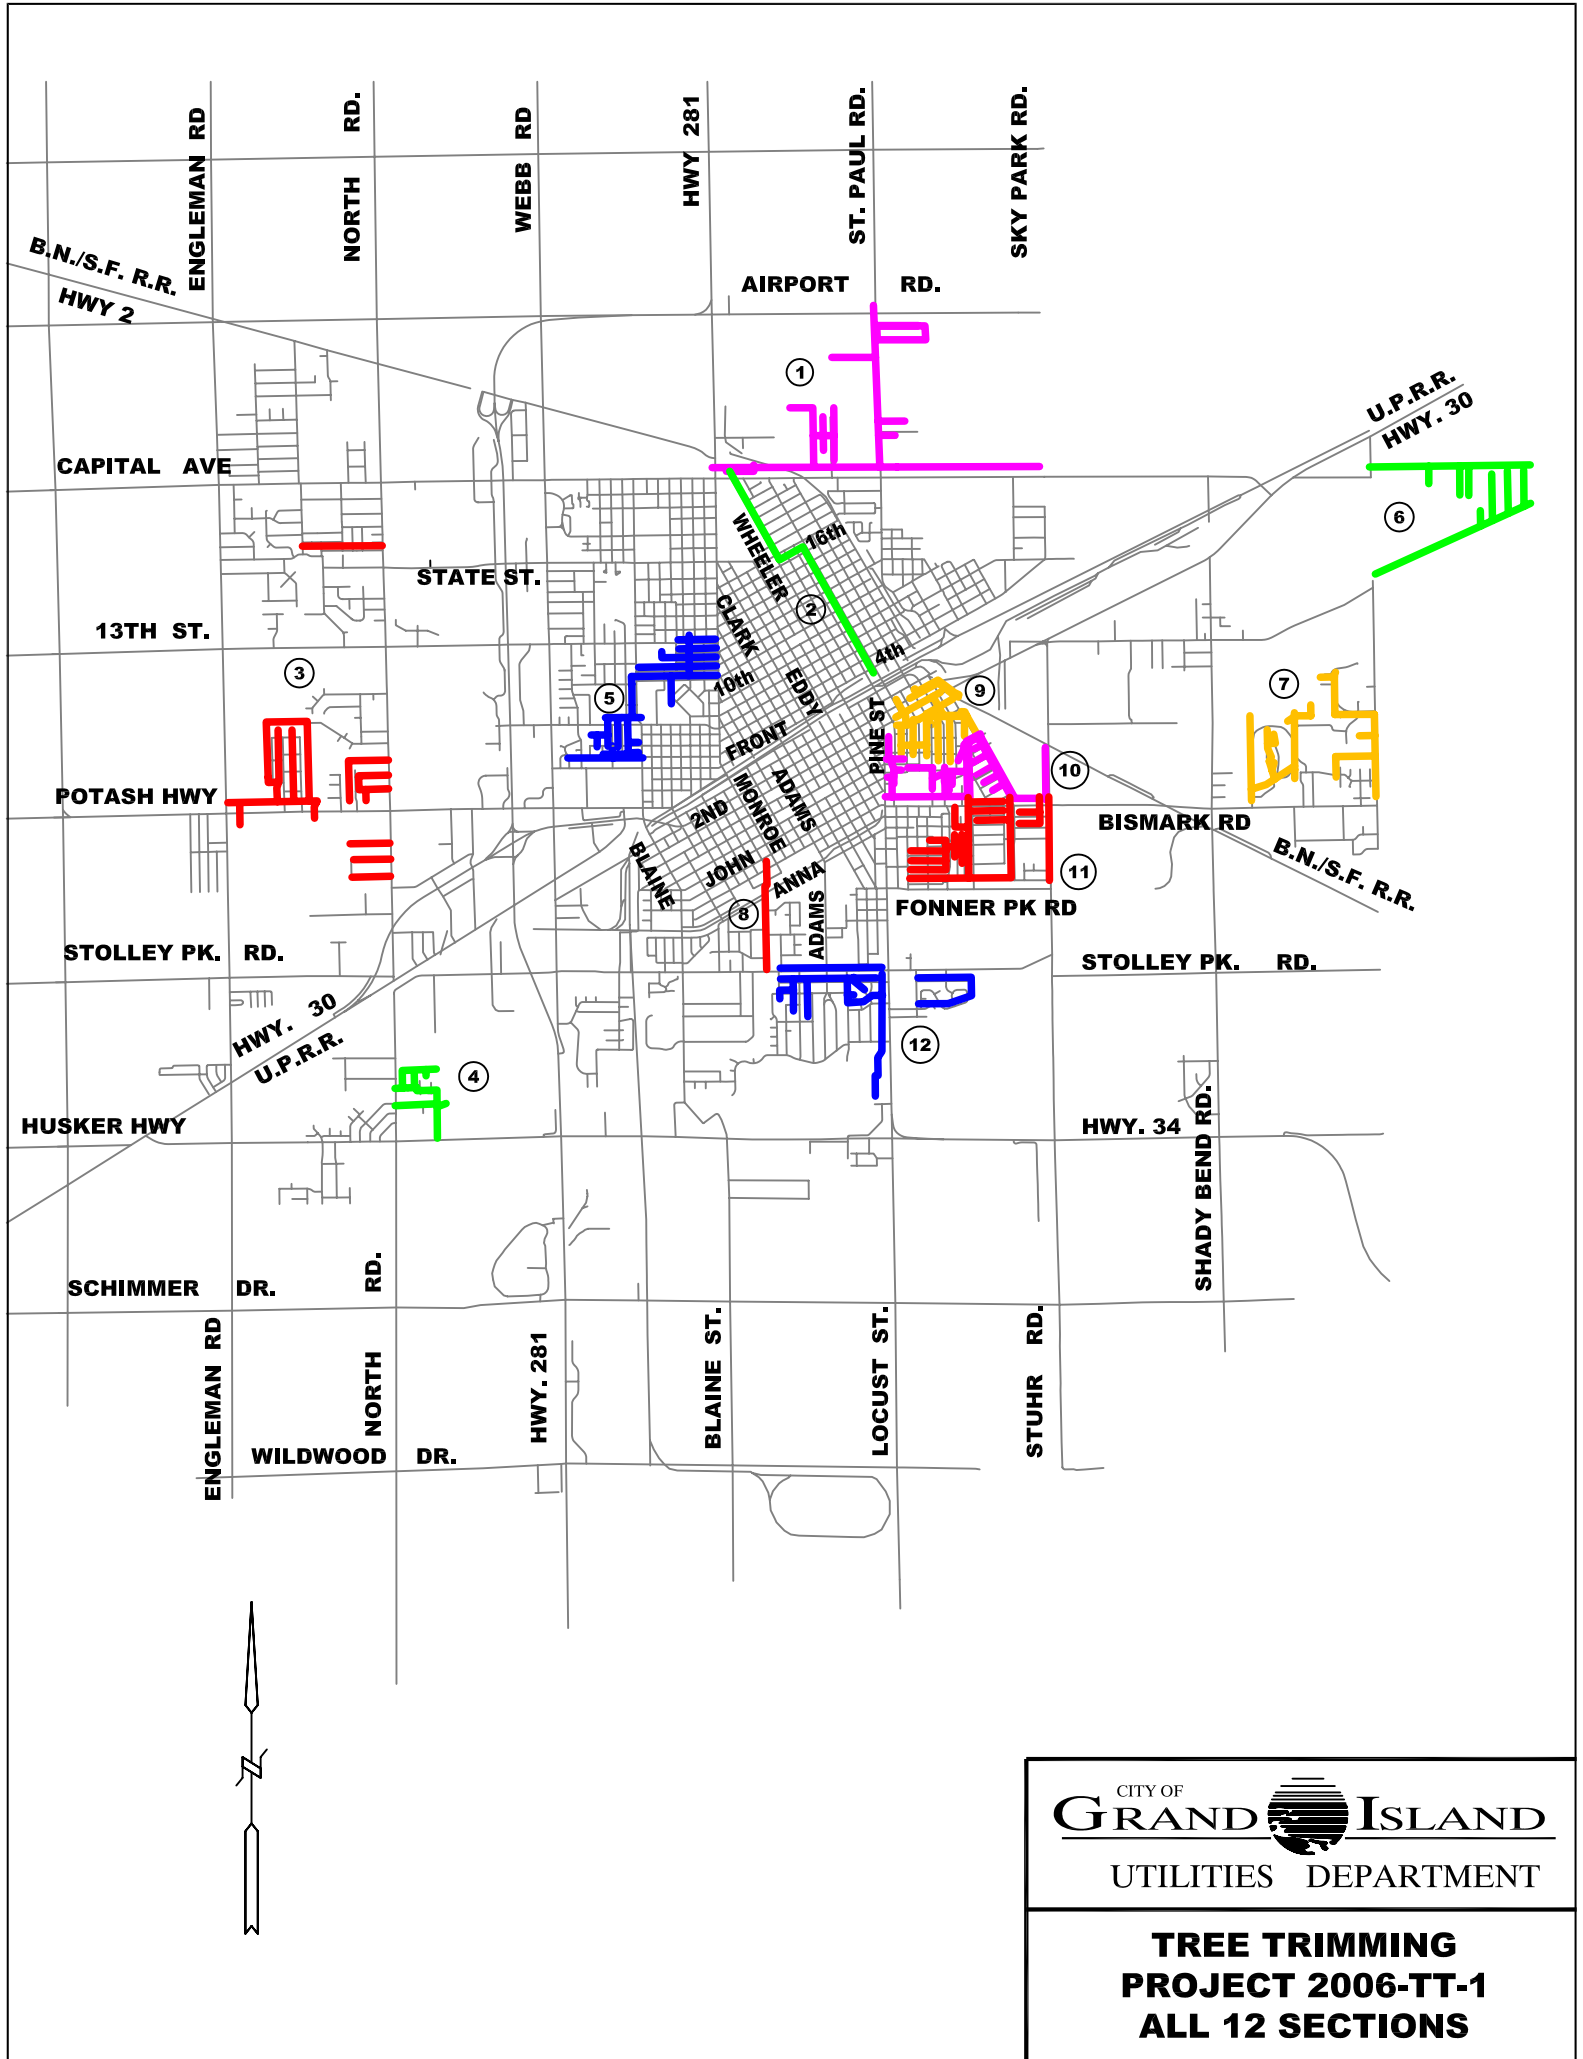 ENGLEMAN RD
NORTH RD.
WEBB RD
HWY 281
ST. PAUL RD.
SKY PARK RD.
B.N./S.F. R.R.
HWY 2
AIRPORT RD.
1
U.P.R.R.
HWY. 30
CAPITAL AVE
WHEELER
16th
6
STATE ST.
CLARK
2
13TH ST.
4th
3
5
10th
EDDY
9
7
PINE ST
FRONT
10
POTASH HWY
2ND
MONROE
ADAMS
BISMARK RD
BLAINE
JOHN
ANNA
11
B.N./S.F. R.R.
8
ADAMS
FONNER PK RD
STOLLEY PK. RD.
STOLLEY PK. RD.
HWY. 30
U.P.R.R.
12
4
HUSKER HWY
HWY. 34
SHADY BEND RD.
SCHIMMER DR.
ENGLEMAN RD
NORTH RD.
HWY. 281
BLAINE ST.
LOCUST ST.
STUHR RD.
WILDWOOD DR.
N
CITY OF
GRAND ISLAND
UTILITIES DEPARTMENT
TREE TRIMMING
PROJECT 2006-TT-1
ALL 12 SECTIONS